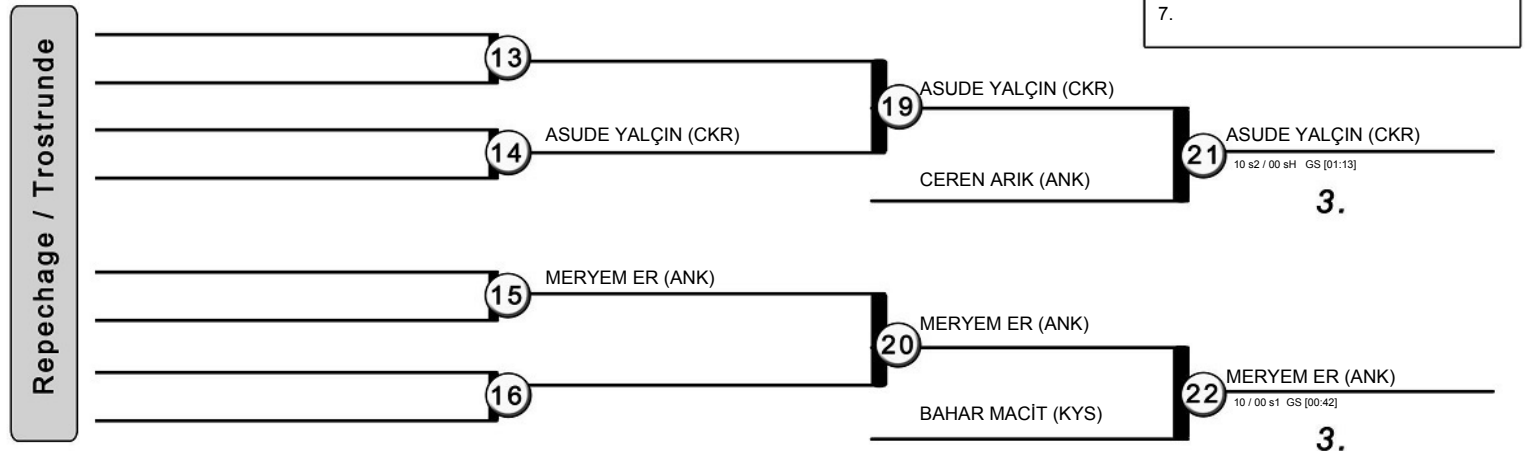 7.
Repechage / Trostrunde
13
14
ASUDE YALÇIN (CKR)
19
ASUDE YALÇIN (CKR)
CEREN ARIK (ANK)
21
ASUDE YALÇIN (CKR)
10 s2 / 00 sH GS [01:13]
3.
15
MERYEM ER (ANK)
16
20
MERYEM ER (ANK)
BAHAR MACİT (KYS)
22
MERYEM ER (ANK)
10 / 00 s1 GS [00:42]
3.